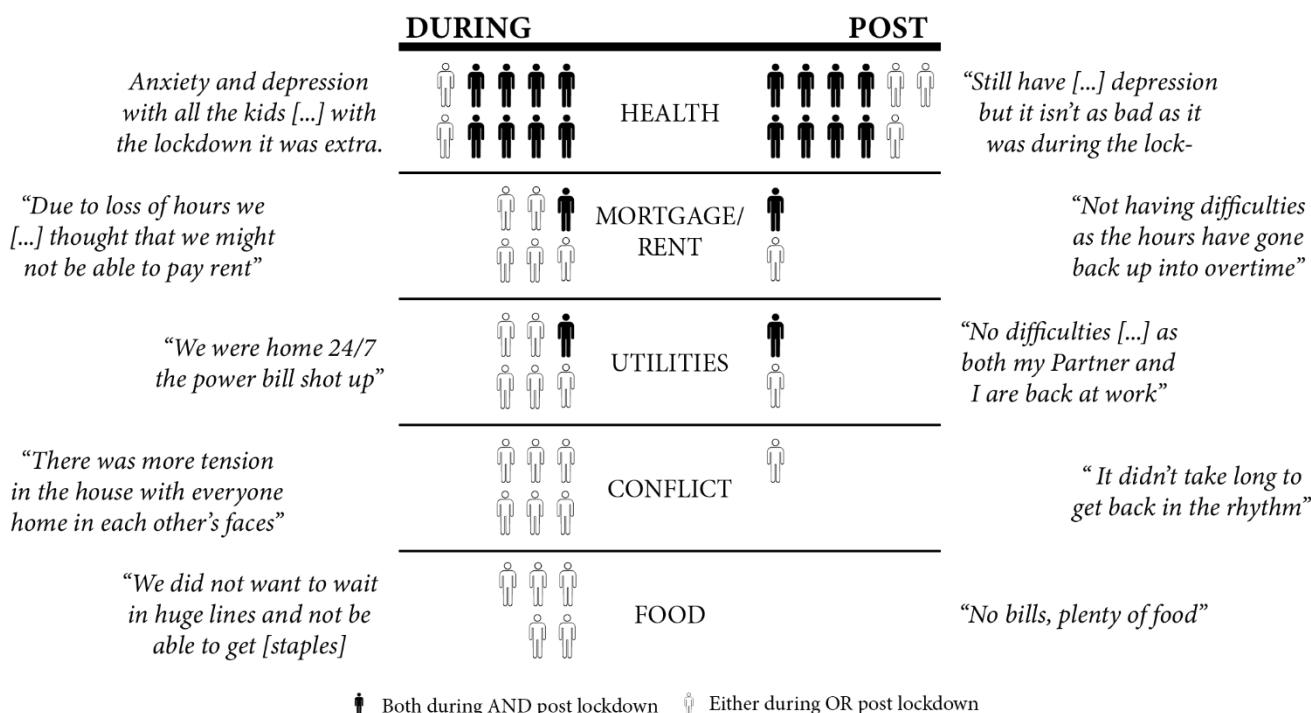 DURING
POST
Anxiety and depression
with all the kids [...] with
the lockdown it was extra.
HEALTH
“Still have [...] depression
but it isn’t as bad as it
was during the lock-
“Due to loss of hours we
[...] thought that we might
not be able to pay rent”
MORTGAGE/
RENT
“Not having difficulties
as the hours have gone
back up into overtime”
“We were home 24/7
the power bill shot up”
UTILITIES
“No difficulties [...] as
both my Partner and
I are back at work”
“There was more tension
in the house with everyone
home in each other’s faces”
CONFLICT
“ It didn’t take long to
get back in the rhythm”
“We did not want to wait
in huge lines and not be
able to get [staples]
FOOD
“No bills, plenty of food”
Both during AND post lockdown
Either during OR post lockdown